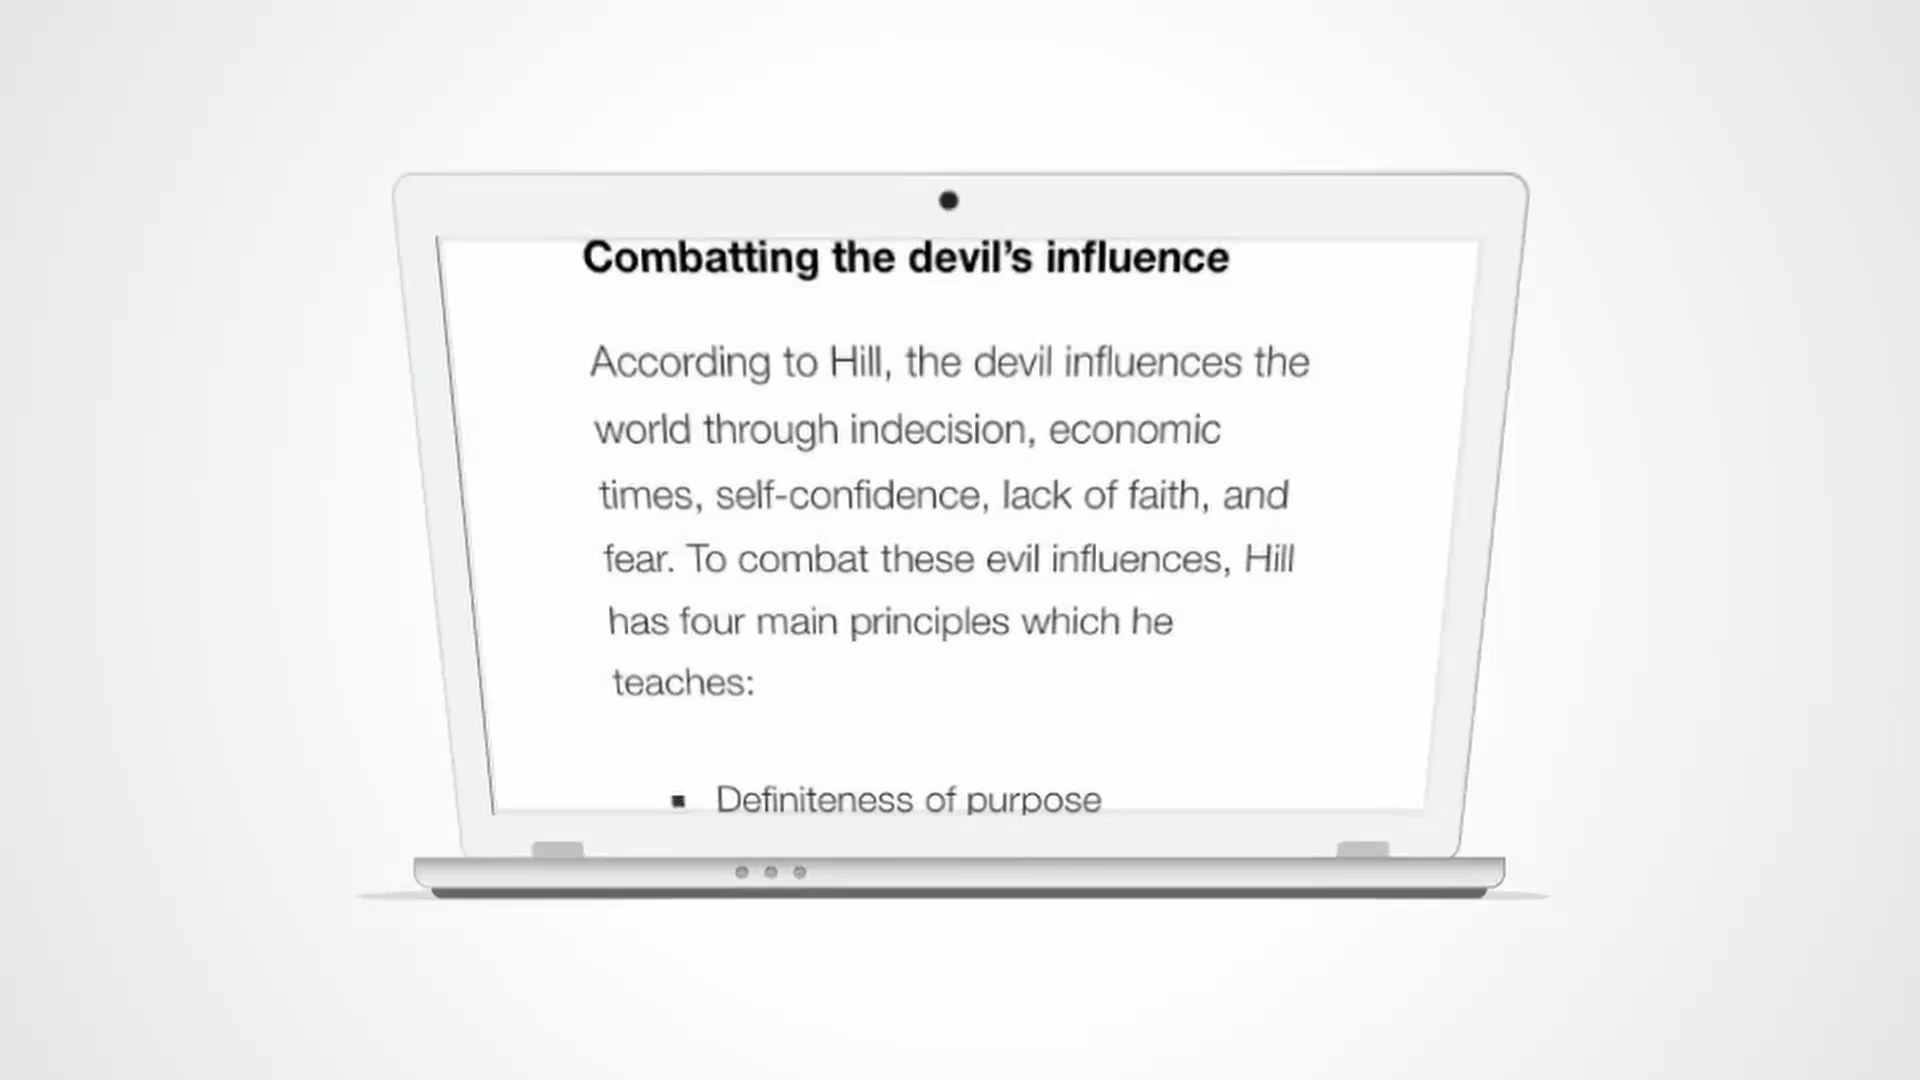 Combatting the devil’s influence
According to Hill, the devil influences the
world through indecision, economic
times, self-confidence, lack of faith, and
fear. To combat these evil influences, Hill
has four main principles which he
teaches:
▪ Definiteness of purpose